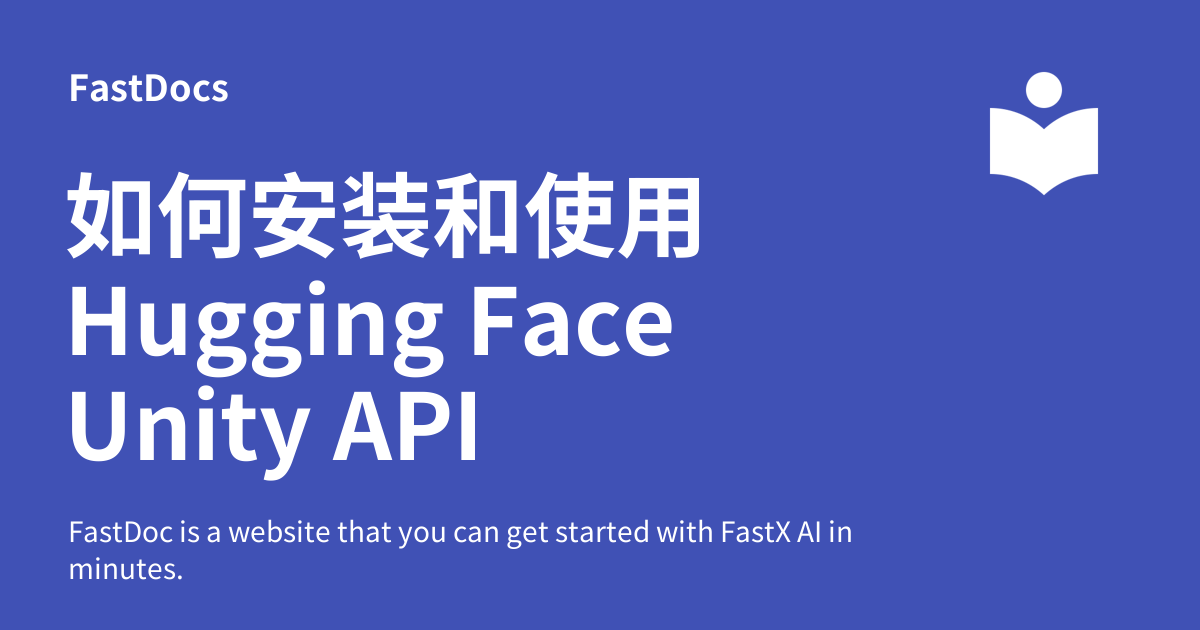 FastDocs
如何安装和使用
Hugging Face
Unity API
FastDoc is a website that you can get started with FastX AI in
minutes.